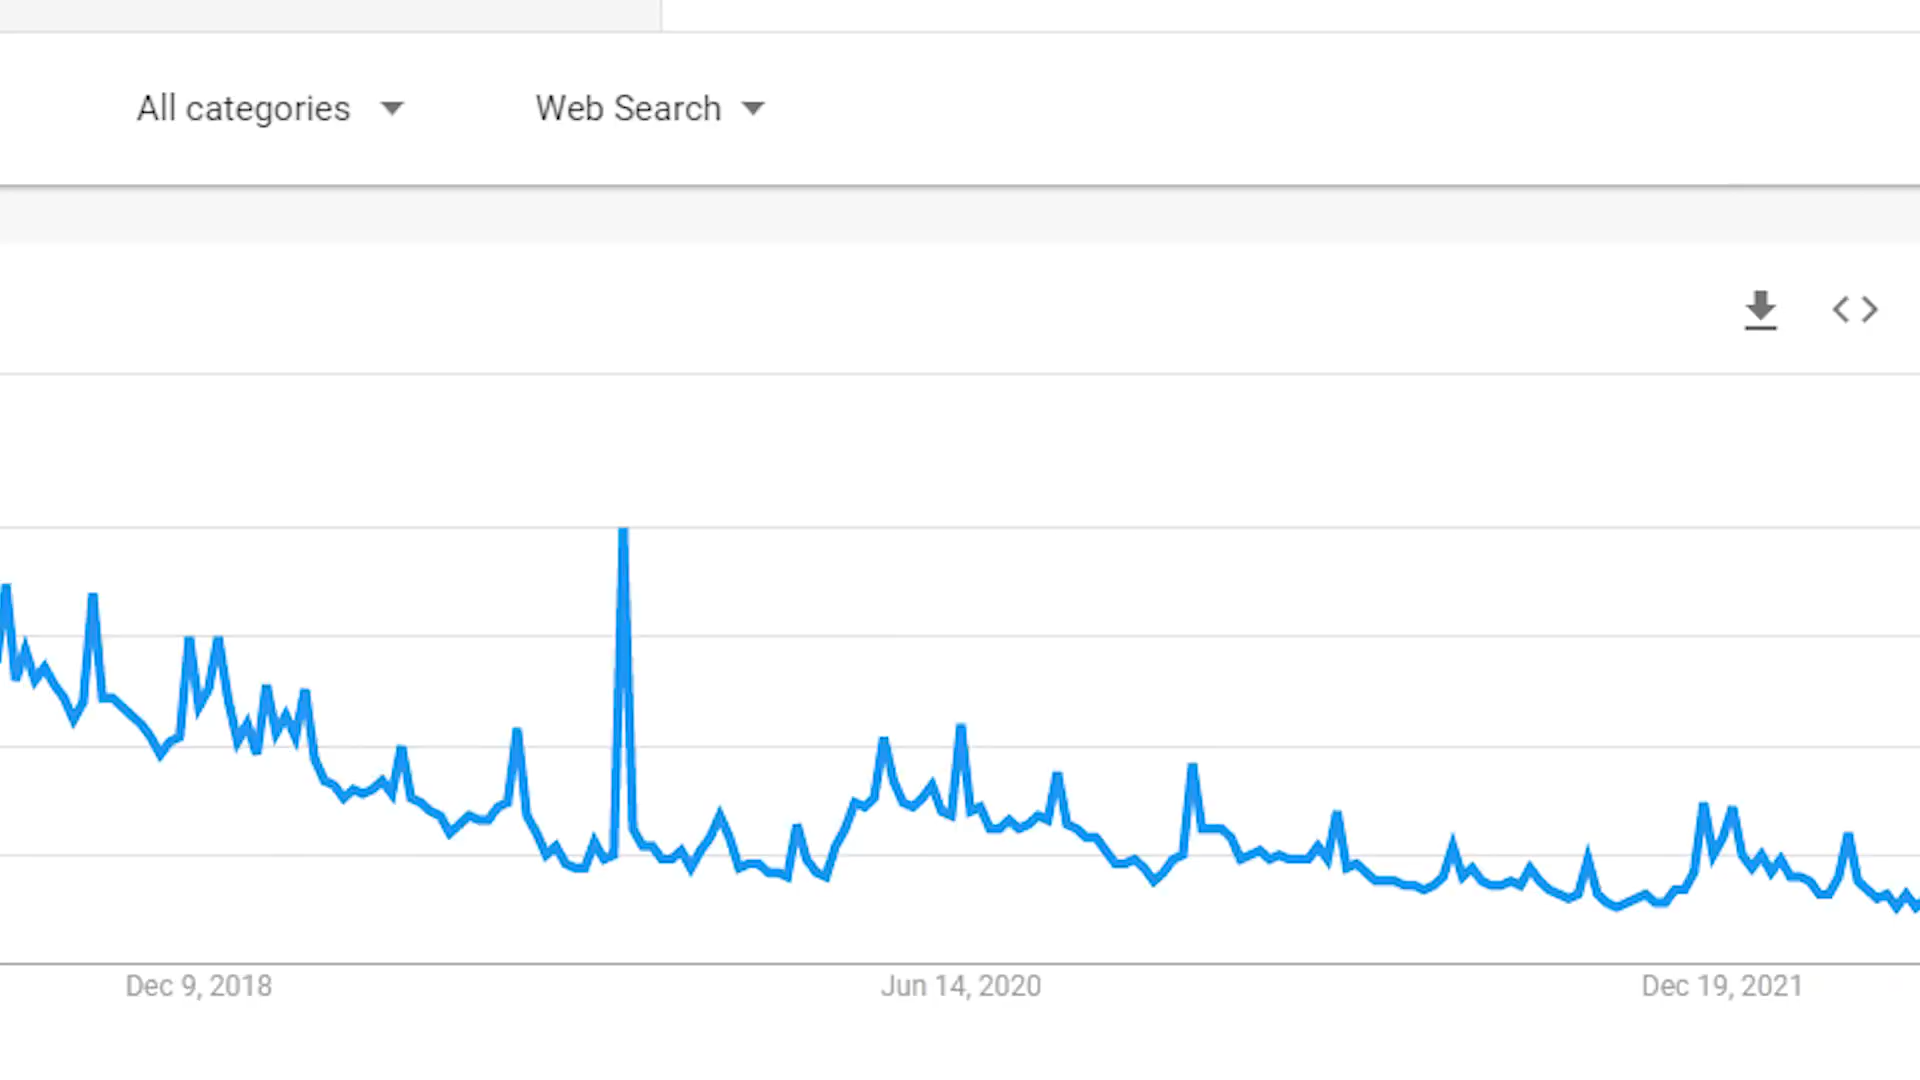 All categories Web Search
Dec 9, 2018 Jun 14, 2020 Dec 19, 2021